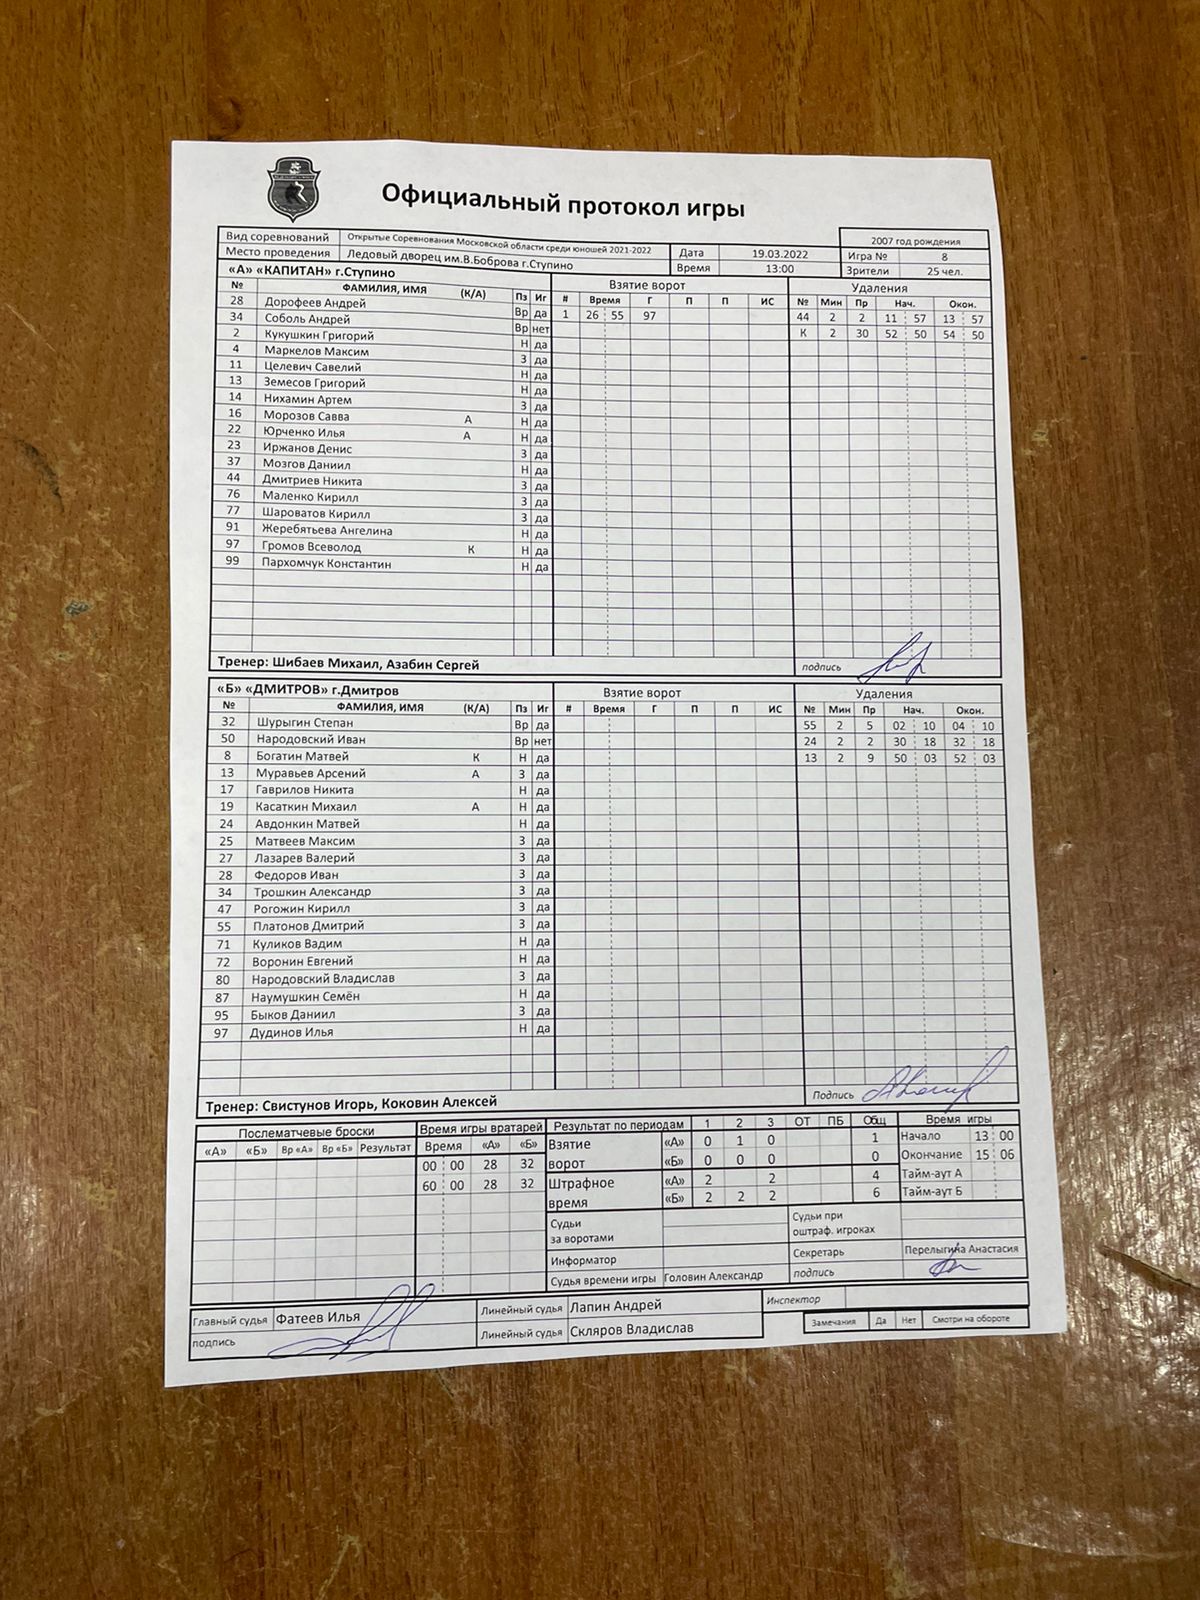 Официальный протокол игры
Вид соревнований Открытые Соревнования Московской области среди юношей 2021-2022 2007 год рождения
Место проведения Ледовый дворец им.В.Боброва г.Ступино Дата 19.03.2022 Игра № 8
Время 13:00 Зрители 25 чел.
«А» «КАПИТАН» г.Ступино Взятие ворот Удаления
№ ФАМИЛИЯ, ИМЯ (К/А) Пз Иг # Время Г П П ИС № Мин Пр Нач. Окон.
28 Дорофеев Андрей Вр да 1 26 55 97 44 2 2 11 57 13 57
34 Соболь Андрей Вр нет К 2 30 52 50 54 50
2 Кукушкин Григорий Н да
4 Маркелов Максим З да
11 Целевич Савелий Н да
13 Земесов Григорий Н да
14 Нихамин Артем З да
16 Морозов Савва А Н да
22 Юрченко Илья А Н да
23 Иржанов Денис З да
37 Мозгов Даниил Н да
44 Дмитриев Никита З да
76 Маленко Кирилл З да
77 Шароватов Кирилл З да
91 Жеребятьева Ангелина Н да
97 Громов Всеволод К Н да
99 Пархомчук Константин Н да
Тренер: Шибаев Михаил, Азабин Сергей подпись
«Б» «ДМИТРОВ» г.Дмитров Взятие ворот Удаления
№ ФАМИЛИЯ, ИМЯ (К/А) Пз Иг # Время Г П П ИС № Мин Пр Нач. Окон.
32 Шурыгин Степан Вр да 55 2 5 02 10 04 10
50 Народовский Иван Вр нет 24 2 2 30 18 32 18
8 Богатин Матвей К Н да 13 2 9 50 03 52 03
13 Муравьев Арсений А З да
17 Гаврилов Никита Н да
19 Касаткин Михаил А Н да
24 Авдонкин Матвей Н да
25 Матвеев Максим З да
27 Лазарев Валерий З да
28 Федоров Иван З да
34 Трошкин Александр З да
47 Рогожин Кирилл З да
55 Платонов Дмитрий З да
71 Куликов Вадим Н да
72 Воронин Евгений Н да
80 Народовский Владислав З да
87 Наумушкин Семён Н да
95 Быков Даниил З да
97 Дудинов Илья Н да
Тренер: Свистунов Игорь, Коковин Алексей Подпись
Послематчевые броски Время игры вратарей Результат по периодам 1 2 3 ОТ ПБ Общ Время игры
«А» «Б» Вр «А» Вр «Б» Результат Время «А» «Б» Взятие ворот «А» 0 1 0 1 Начало 13 00
00 00 28 32 «Б» 0 0 0 0 Окончание 15 06
60 00 28 32 Штрафное время «А» 2 2 4 Тайм-аут А
«Б» 2 2 2 6 Тайм-аут Б
Судьи за воротами Судьи при оштраф. игроках
Информатор Секретарь Перелыгина Анастасия
Судья времени игры Головин Александр подпись
Главный судья Фатеев Илья Линейный судья Лапин Андрей Инспектор
подпись Линейный судья Скляров Владислав Замечания Да Нет Смотри на обороте